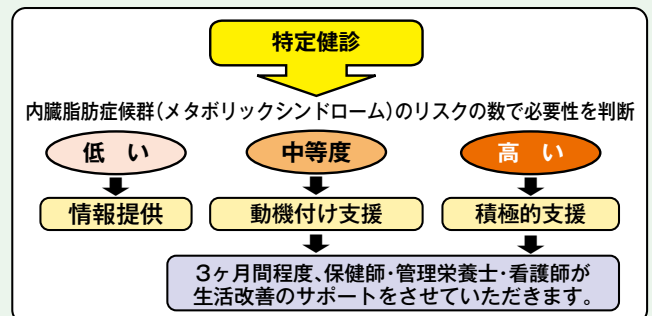 特定健診
内臓脂肪症候群(メタボリックシンドローム)のリスクの数で必要性を判断
低い
中等度
高い
情報提供
動機付け支援
積極的支援
3ヶ月間程度、保健師・管理栄養士・看護師が
生活改善のサポートをさせていただきます。